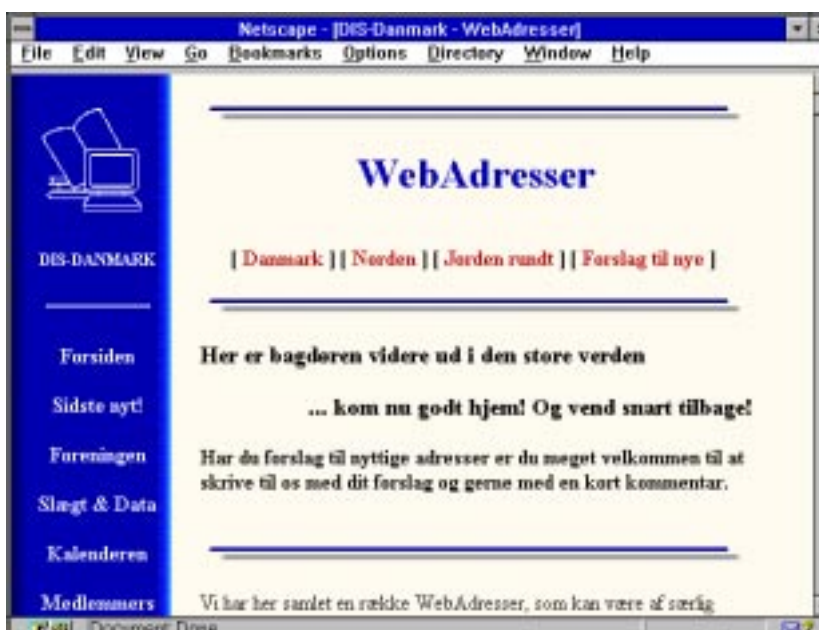 Netscape - [DIS-Danmark - WebAdresser]
File Edit View Go Bookmarks Options Directory Window Help
DIS-DANMARK
Forsiden
Sidste nyt!
Foreningen
Slægt & Data
Kalenderen
Medlemmers
WebAdresser
[ Danmark ] [ Norden ] [ Jorden rundt ] [ Forslag til nye ]
Her er bagdøren videre ud i den store verden
... kom nu godt hjem! Og vend snart tilbage!
Har du forslag til nyttige adresser er du meget velkommen til at
skrive til os med dit forslag og gerne med en kort kommentar.
Vi har her samlet en række WebAdresser, som kan være af særlig
Document: Done